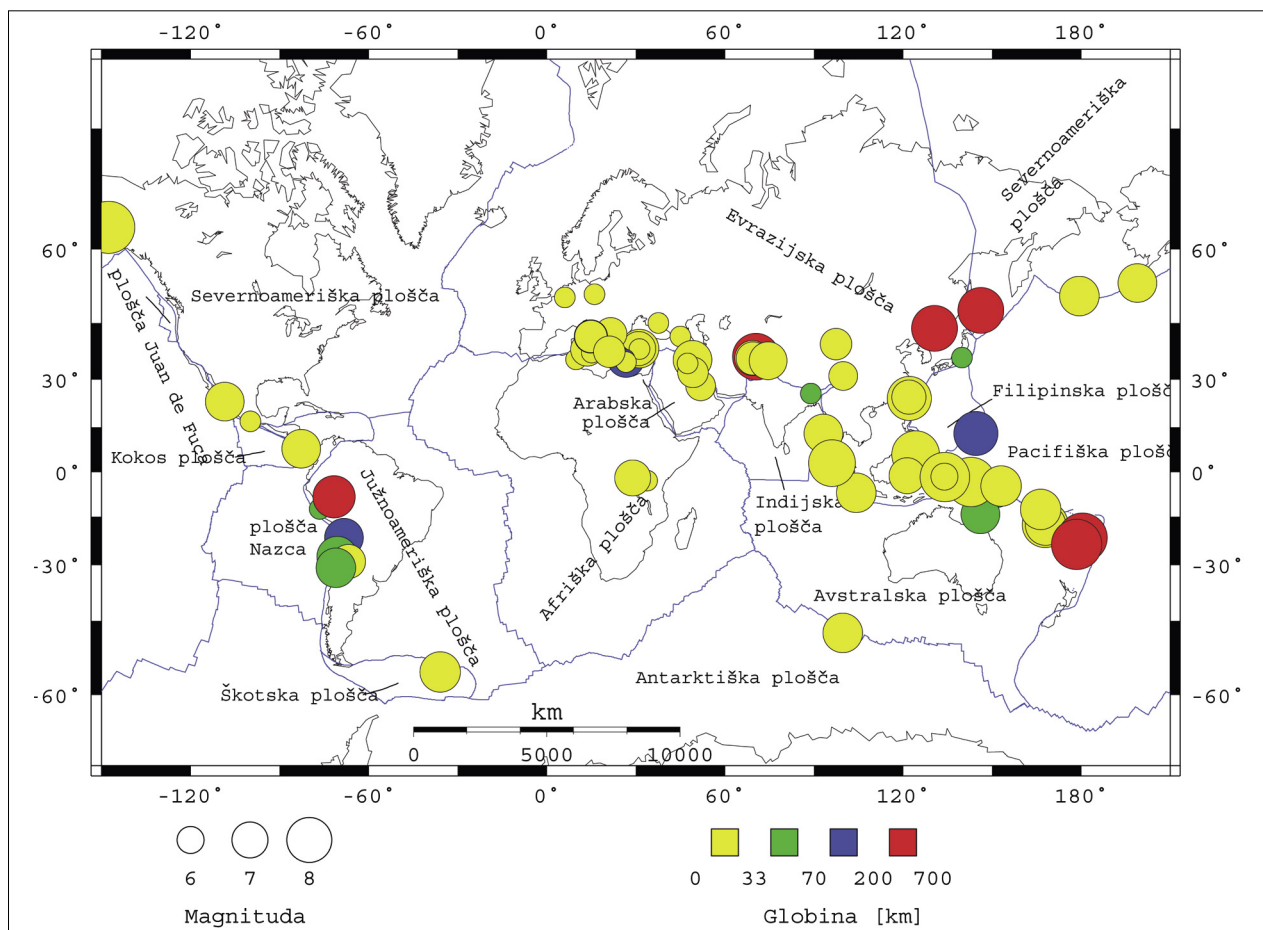 -120° -60° 0° 60° 120° 180°
60° 60°
30° 30°
0° 0°
-30° -30°
-60° -60°
Severnoameriška
plošča
Evrazijska plošča
Severnoameriška plošča
plošča Juan de Fuca
Arabska
plošča
Filipinska plošč
Kokos plošča
Pacifiška plošč
Indijska
plošča
plošča
Nazca
Južnoameriška plošča
Afriška plošča
Avstralska plošča
Škotska plošča
Antarktiška plošča
km
0 5000 10000
-120° -60° 0° 60° 120° 180°
6 7 8
Magnituda
0 33 70 200 700
Globina [km]